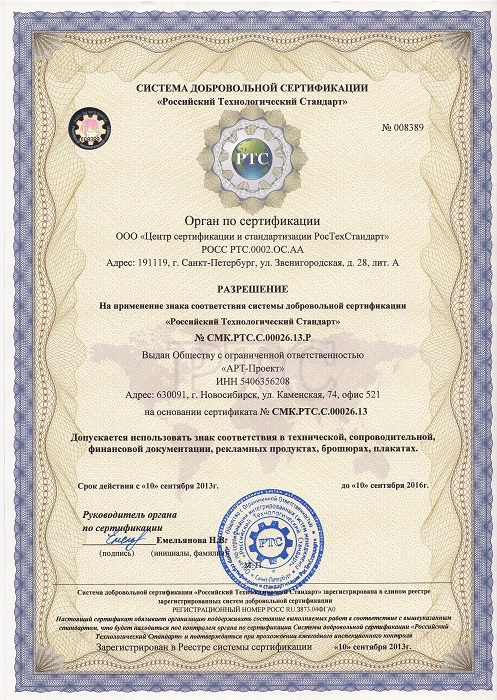 СИСТЕМА ДОБРОВОЛЬНОЙ СЕРТИФИКАЦИИ
«Российский Технологический Стандарт»
№ 008389
008389
РТС
Орган по сертификации
ООО «Центр сертификации и стандартизации РосТехСтандарт»
РОСС РТС.0002.ОС.АА
Адрес: 191119, г. Санкт-Петербург, ул. Звенигородская, д. 28, лит. А
РАЗРЕШЕНИЕ
На применение знака соответствия системы добровольной сертификации
«Российский Технологический Стандарт»
№ СМК.РТС.С.00026.13.Р
Выдан Обществу с ограниченной ответственностью
«АРТ-Проект»
ИНН 5406356208
Адрес: 630091, г. Новосибирск, ул. Каменская, 74, офис 521
на основании сертификата № СМК.РТС.С.00026.13
Допускается использовать знак соответствия в технической, сопроводительной,
финансовой документации, рекламных продуктах, брошюрах, плакатах.
Срок действия с «10» сентября 2013г. до «10» сентября 2016г.
Руководитель органа
по сертификации
Емельянова Н.В.
(подпись) (инициалы, фамилия)
М.П.
РТС
Система добровольной сертификации «Российский Технологический Стандарт» зарегистрирована в едином реестре
зарегистрированных систем добровольной сертификации
РЕГИСТРАЦИОННЫЙ НОМЕР РОСС RU.З873.04ФГА0
Настоящий сертификат обязывает организацию поддерживать состояние выполняемых работ в соответствие с вышеуказанным
стандартом, что будет находиться под контролем органа по сертификации Системы добровольной сертификации «Российский
Технологический Стандарт» и подтверждается при прохождении ежегодного инспекционного контроля
Зарегистрирован в Реестре системы сертификации «10» сентября 2013г.